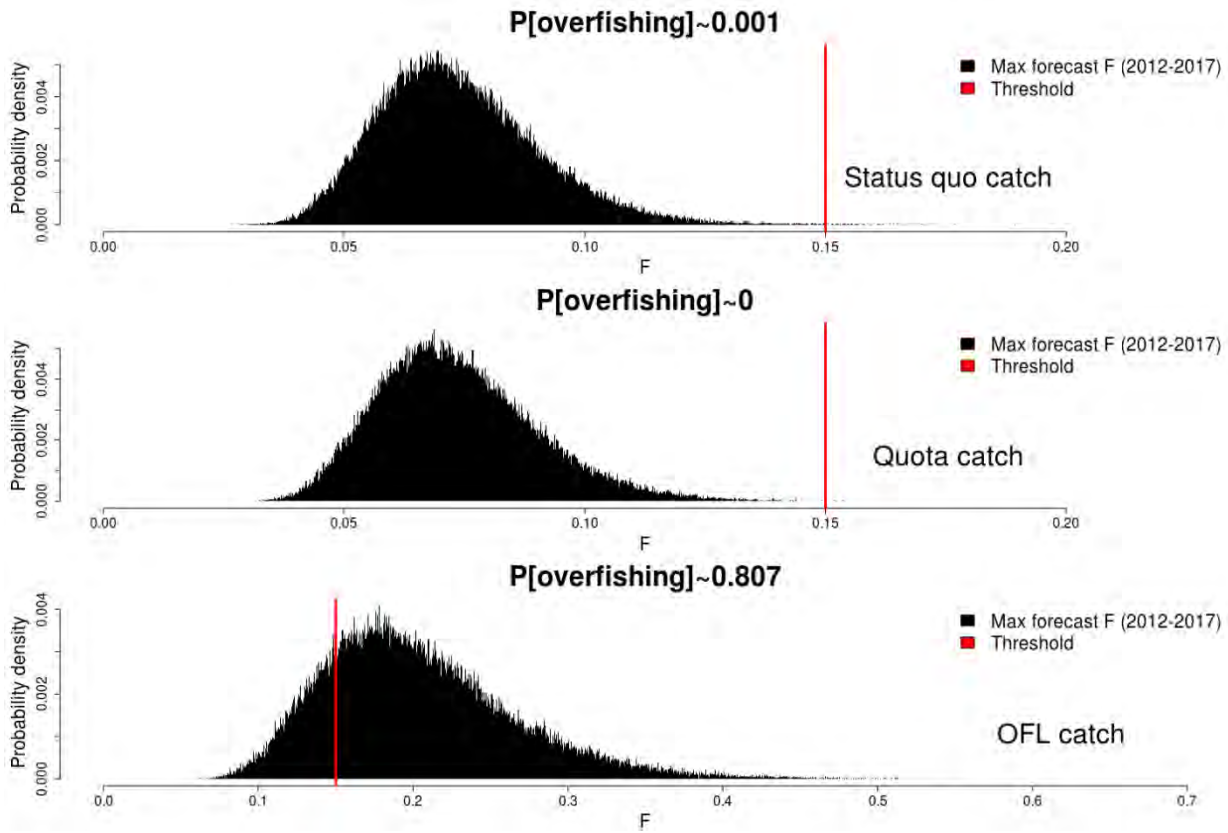 P[overfishing]~0.001
Probability density
0.000 0.002 0.004
Max forecast F (2012-2017)
Threshold
Status quo catch
0.00 0.05 0.10 0.15 0.20
F
P[overfishing]~0
Probability density
0.000 0.002 0.004
Max forecast F (2012-2017)
Threshold
Quota catch
0.00 0.05 0.10 0.15 0.20
F
P[overfishing]~0.807
Probability density
0.000 0.002 0.004
Max forecast F (2012-2017)
Threshold
OFL catch
0.0 0.1 0.2 0.3 0.4 0.5 0.6 0.7
F